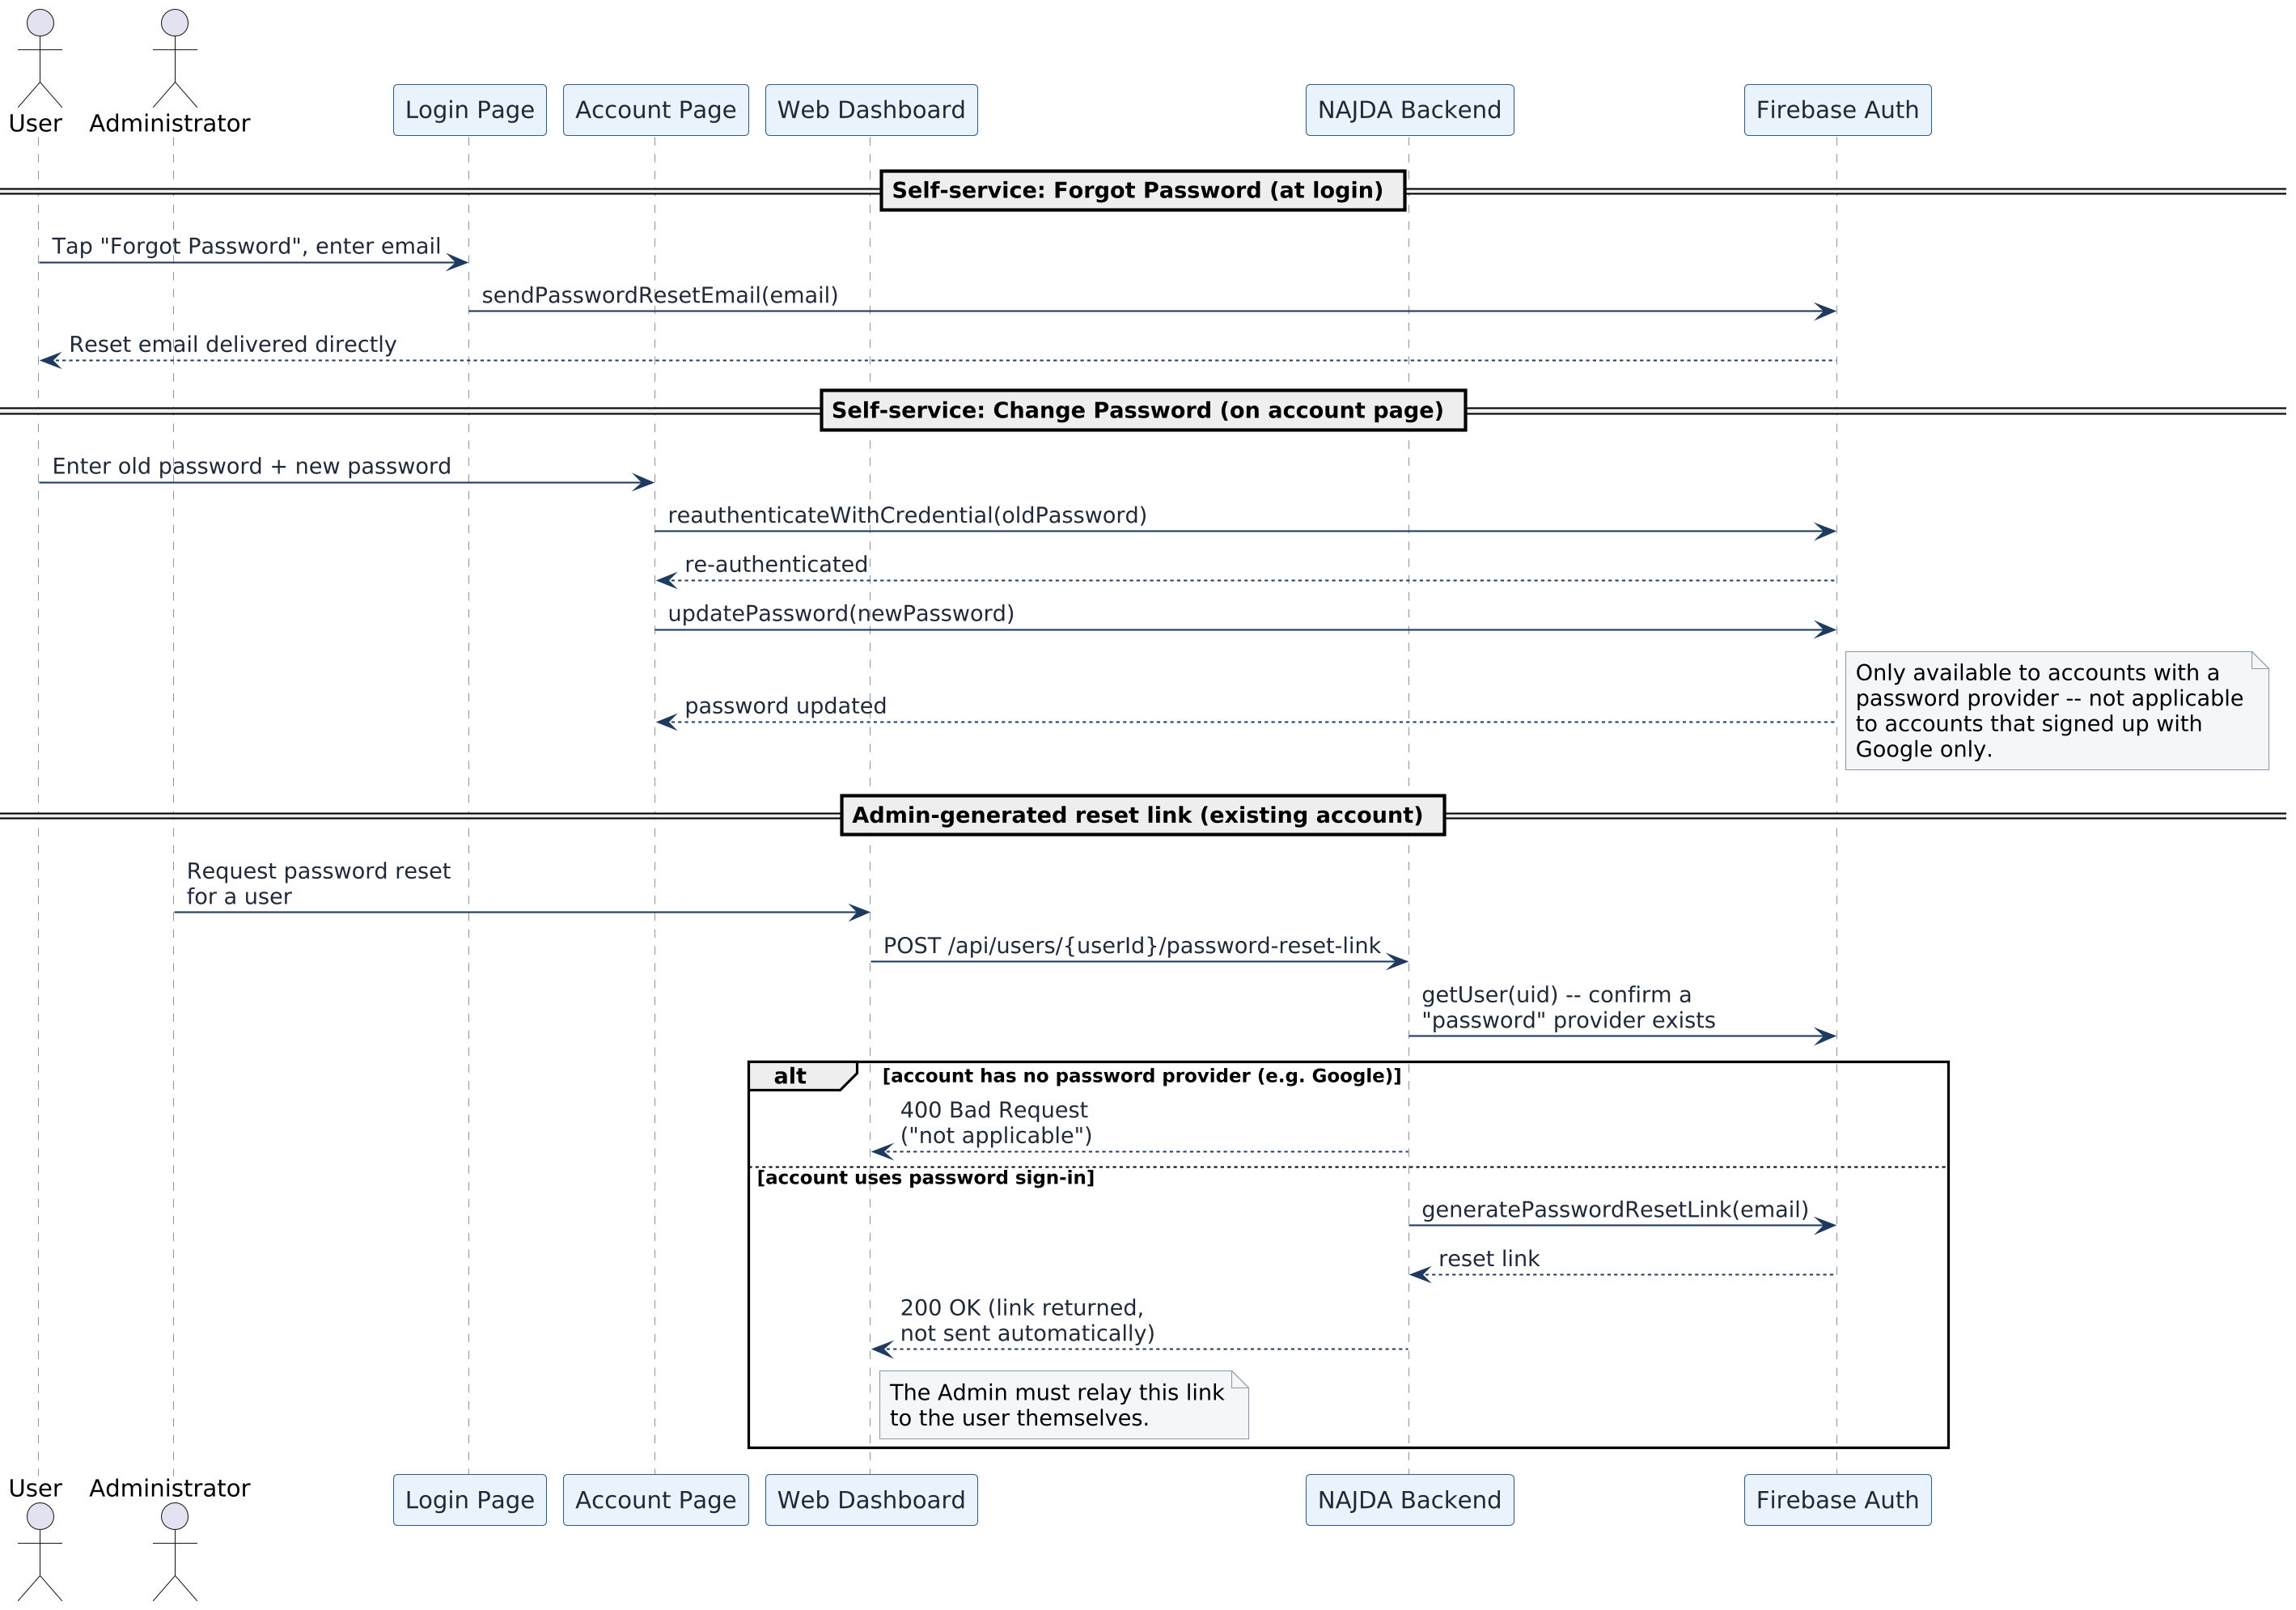 User
Administrator
Login Page
Account Page
Web Dashboard
NAJDA Backend
Firebase Auth
Self-service: Forgot Password (at login)
Tap "Forgot Password", enter email
sendPasswordResetEmail(email)
Reset email delivered directly
Self-service: Change Password (on account page)
Enter old password + new password
reauthenticateWithCredential(oldPassword)
re-authenticated
updatePassword(newPassword)
Only available to accounts with a
password provider -- not applicable
to accounts that signed up with
Google only.
password updated
Admin-generated reset link (existing account)
Request password reset
for a user
POST /api/users/{userId}/password-reset-link
getUser(uid) -- confirm a
"password" provider exists
alt
[account has no password provider (e.g. Google)]
400 Bad Request
("not applicable")
[account uses password sign-in]
generatePasswordResetLink(email)
reset link
200 OK (link returned,
not sent automatically)
The Admin must relay this link
to the user themselves.
User
Administrator
Login Page
Account Page
Web Dashboard
NAJDA Backend
Firebase Auth